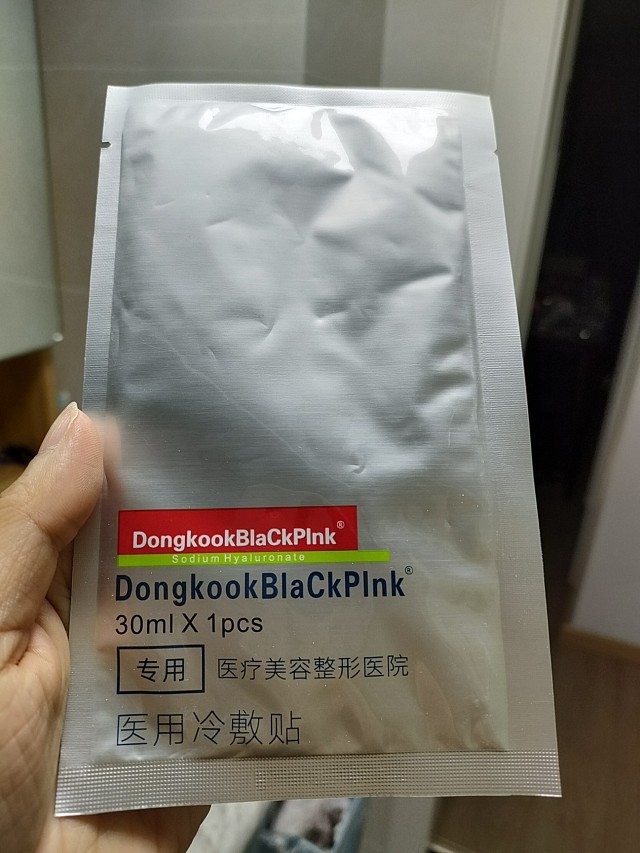 DongkookBlaCkPInk®
Sodium Hyaluronate
DongkookBlaCkPInk®
30ml X 1pcs
专用 医疗美容整形医院
医用冷敷贴